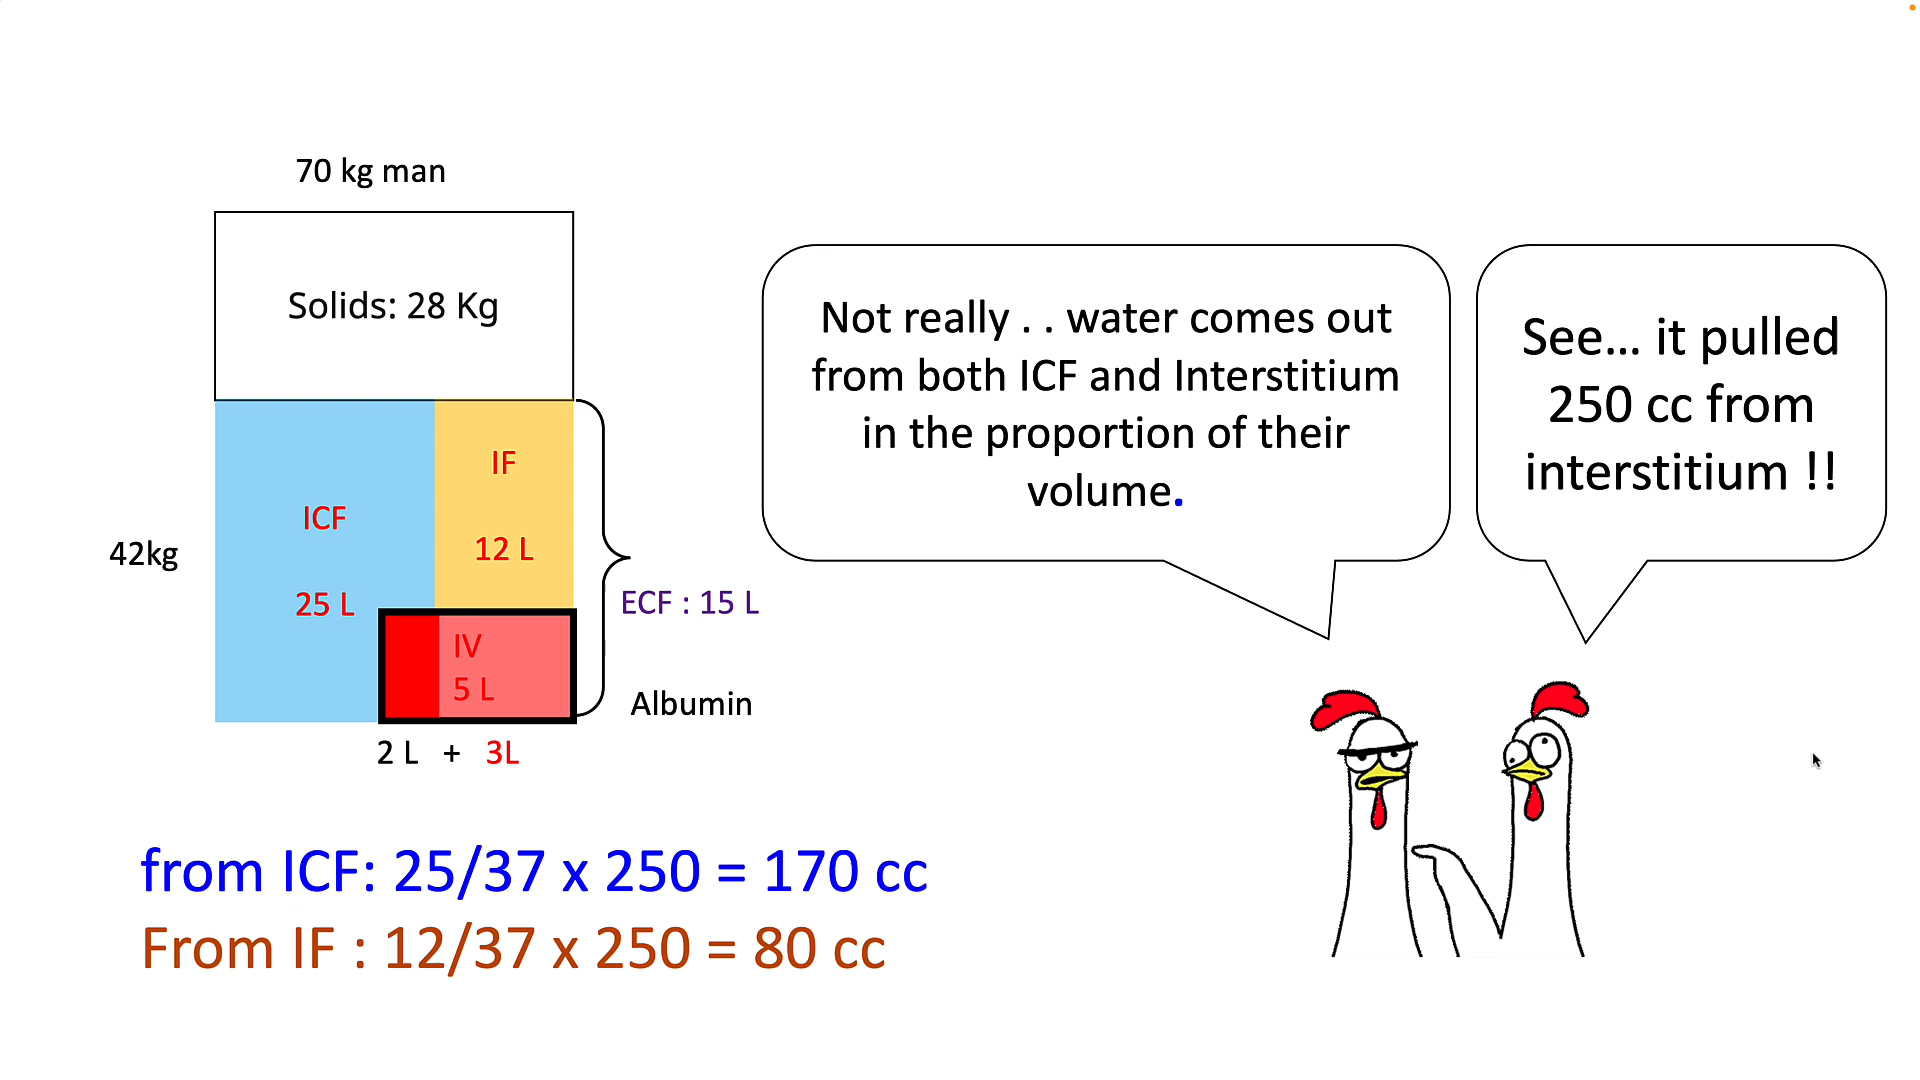 70 kg man
Solids: 28 Kg
IF
12 L
ICF
25 L
42kg
ECF : 15 L
IV
5 L
Albumin
2 L + 3L
Not really . . water comes out
from both ICF and Interstitium
in the proportion of their
volume.
See... it pulled
250 cc from
interstitium !!
from ICF: 25/37 x 250 = 170 cc
From IF : 12/37 x 250 = 80 cc